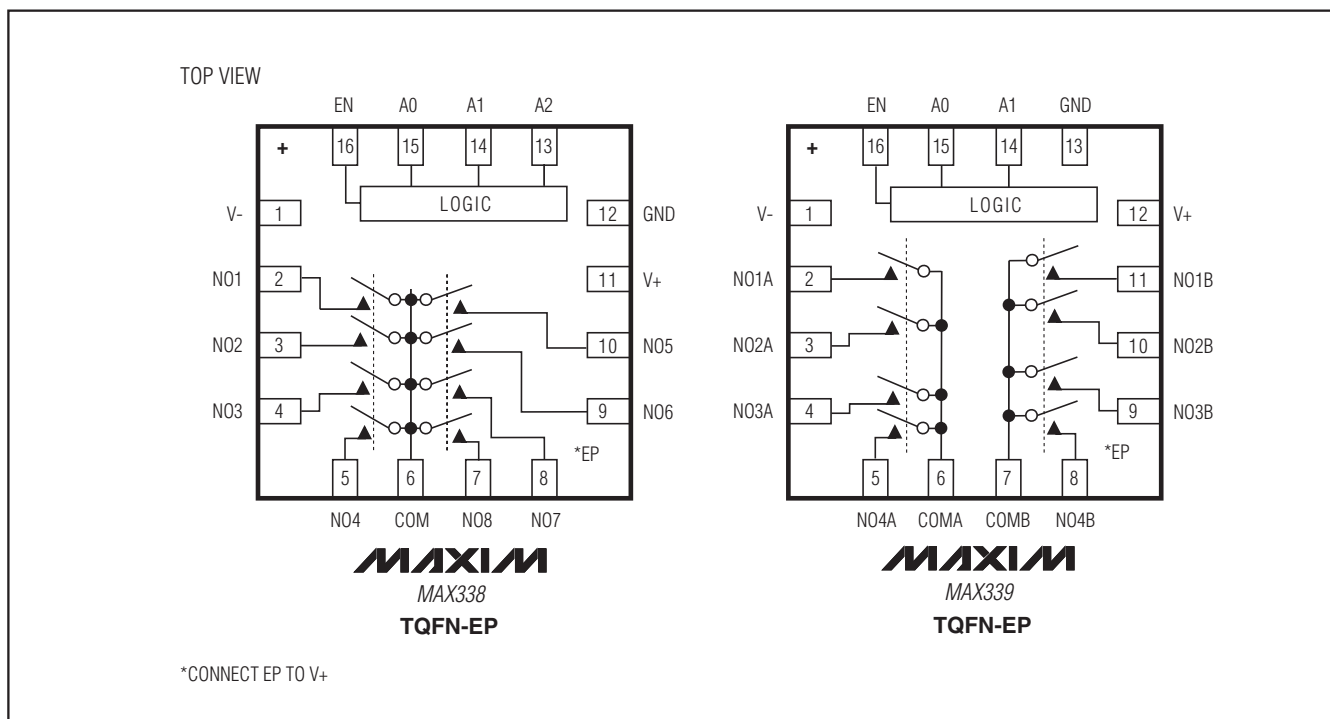 TOP VIEW
EN A0 A1 A2
+ 16 15 14 13
LOGIC
V- 1 12 GND
NO1 2 11 V+
NO2 3 10 NO5
NO3 4 9 NO6
*EP
5 6 7 8
NO4 COM NO8 NO7
MAXIM
MAX338
TQFN-EP
EN A0 A1 GND
+ 16 15 14 13
LOGIC
V- 1 12 V+
NO1A 2 11 NO1B
NO2A 3 10 NO2B
NO3A 4 9 NO3B
*EP
5 6 7 8
NO4A COMA COMB NO4B
MAXIM
MAX339
TQFN-EP
*CONNECT EP TO V+